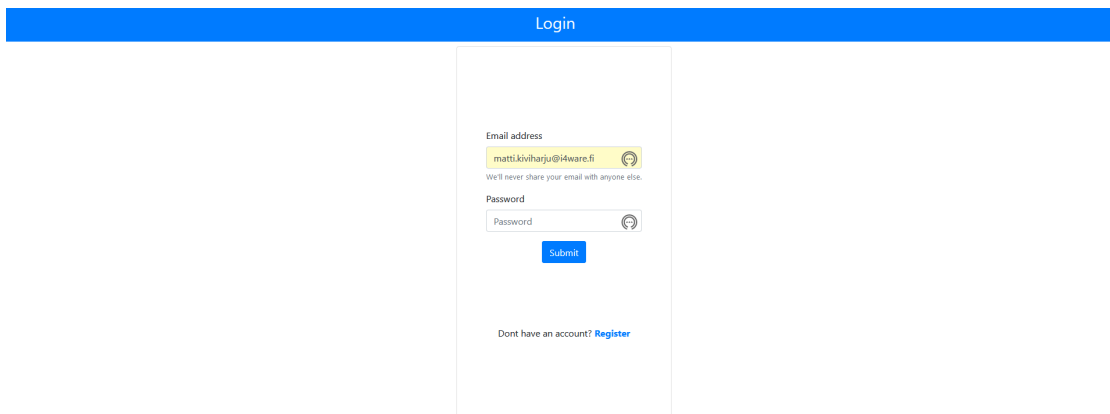 Login
Email address
matti.kiviharju@i4ware.fi
We'll never share your email with anyone else.
Password
Password
Submit
Dont have an account? Register